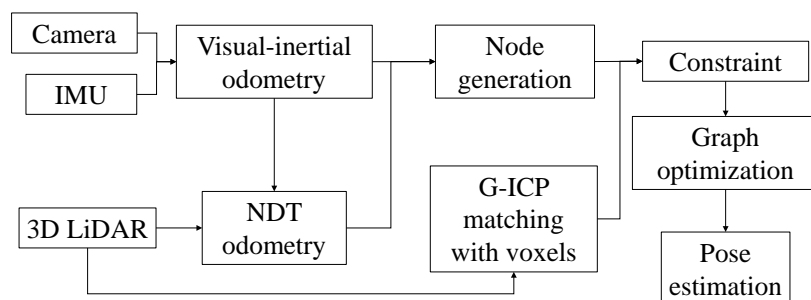 Camera
IMU
Visual-inertial
odometry
Node
generation
Constraint
Graph
optimization
3D LiDAR
NDT
odometry
G-ICP
matching
with voxels
Pose
estimation